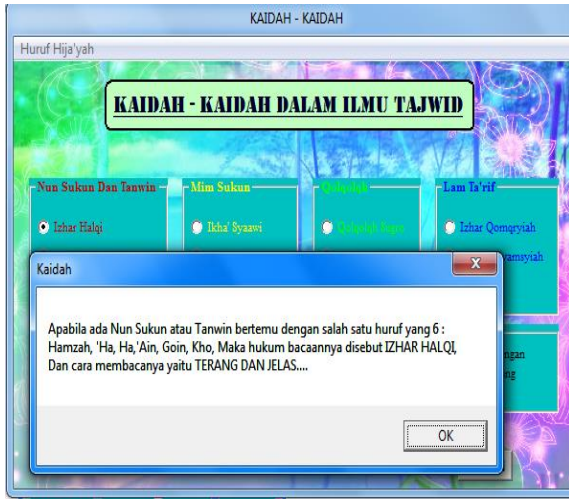 KAIDAH - KAIDAH
Huruf Hija'yah
KAIDAH - KAIDAH DALAM ILMU TAJWID
Nun Sukun Dan Tanwin
Mim Sukun
Qolqolah
Lam Ta'rif
Izhar Halqi
Ikha' Syaawi
Qolqolah Sugra
Izhar Qomqryiah
Kaidah
x
Apabila ada Nun Sukun atau Tanwin bertemu dengan salah satu huruf yang 6 :
Hamzah, 'Ha, Ha,'Ain, Goin, Kho, Maka hukum bacaannya disebut IZHAR HALQI,
Dan cara membacanya yaitu TERANG DAN JELAS....
OK